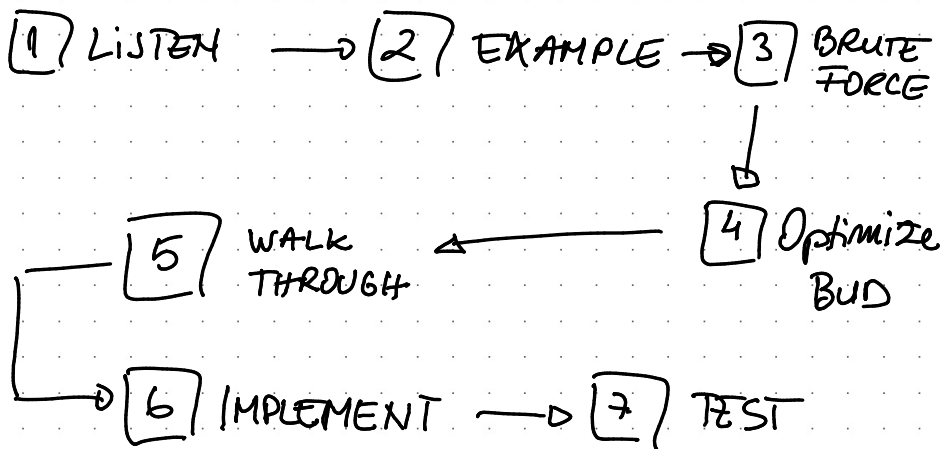 1 LiSTEN
2 EXAMPLE
3 BRUTE
FORCE
4 Optimize
BUD
5 WALK
THROUGH
6 IMPLEMENT
7 TEST